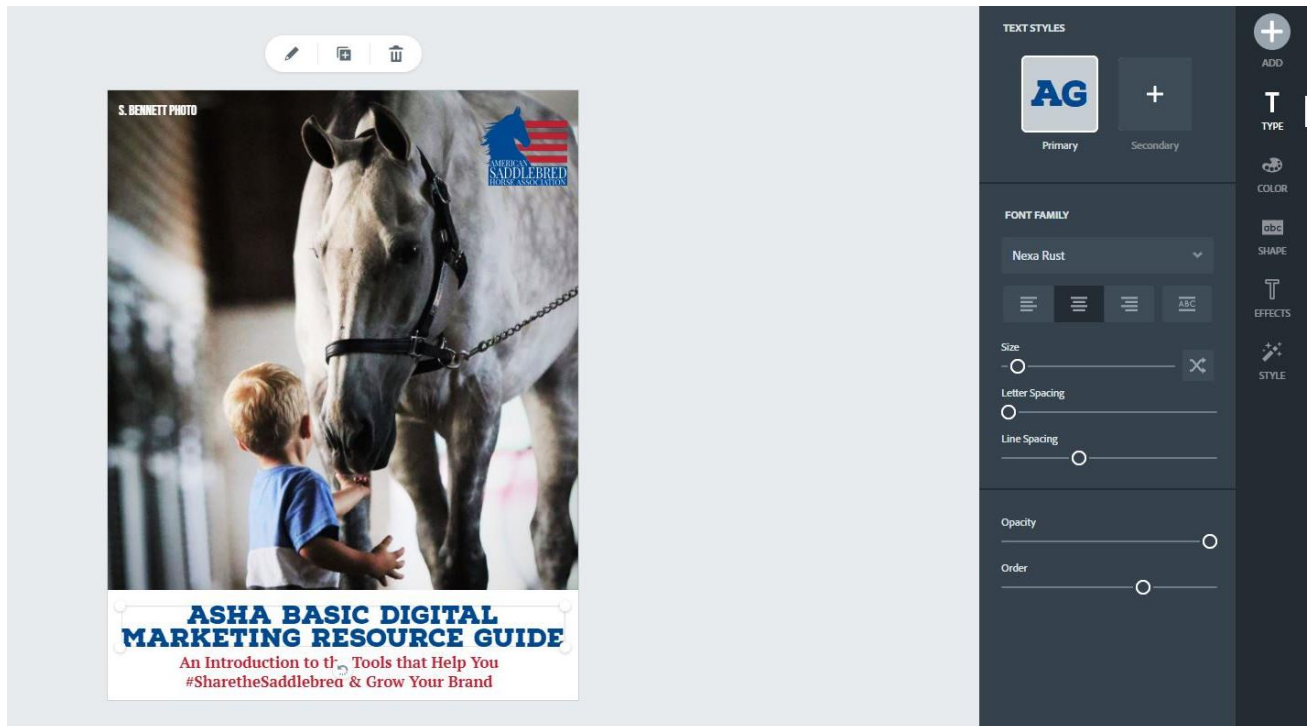 S. BENNETT PHOTO
AMERICAN
SADDLEBRED
HORSE ASSOCIATION
ASHA BASIC DIGITAL
MARKETING RESOURCE GUIDE
An Introduction to Tools that Help You
#SharetheSaddlebred & Grow Your Brand
TEXT STYLES
AG
Primary
Secondary
FONT FAMILY
Nexa Rust
ABC
Size
Letter Spacing
Line Spacing
Opacity
Order
ADD
T
TYPE
COLOR
abc
SHAPE
T
EFFECTS
STYLE